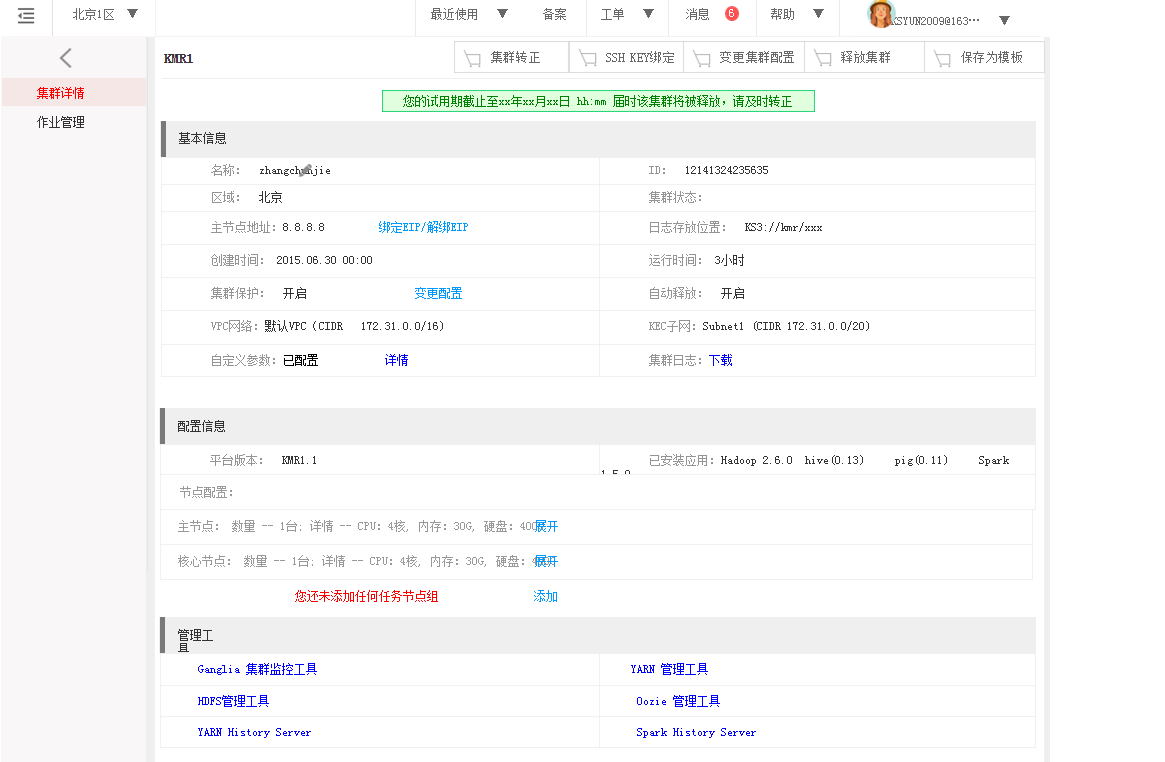 北京1区 ▼ 最近使用 ▼ 备案 工单 ▼ 消息 6 帮助 ▼ KSYUN2009@163… ▼
KMR1 集群转正 SSH KEY绑定 变更集群配置 释放集群 保存为模板
集群详情
作业管理
您的试用期截止至xx年xx月xx日 hh:mm 届时该集群将被释放，请及时转正
基本信息
名称： zhangchunjie ID： 12141324235635
区域： 北京 集群状态：
主节点地址：8.8.8.8 绑定EIP/解绑EIP 日志存放位置： KS3://kmr/xxx
创建时间： 2015.06.30 00:00 运行时间： 3小时
集群保护： 开启 变更配置 自动释放： 开启
VPC网络：默认VPC（CIDR 172.31.0.0/16） KEC子网：Subnet1 (CIDR 172.31.0.0/20)
自定义参数：已配置 详情 集群日志：下载
配置信息
平台版本： KMR1.1 已安装应用：Hadoop 2.6.0 hive(0.13) pig(0.11) Spark
1.5.0
节点配置：
主节点： 数量 -- 1台; 详情 -- CPU：4核, 内存：30G, 硬盘：40G 展开
核心节点： 数量 -- 1台; 详情 -- CPU：4核, 内存：30G, 硬盘： 展开
您还未添加任何任务节点组 添加
管理工
具
Ganglia 集群监控工具 YARN 管理工具
HDFS管理工具 Oozie 管理工具
YARN History Server Spark History Server